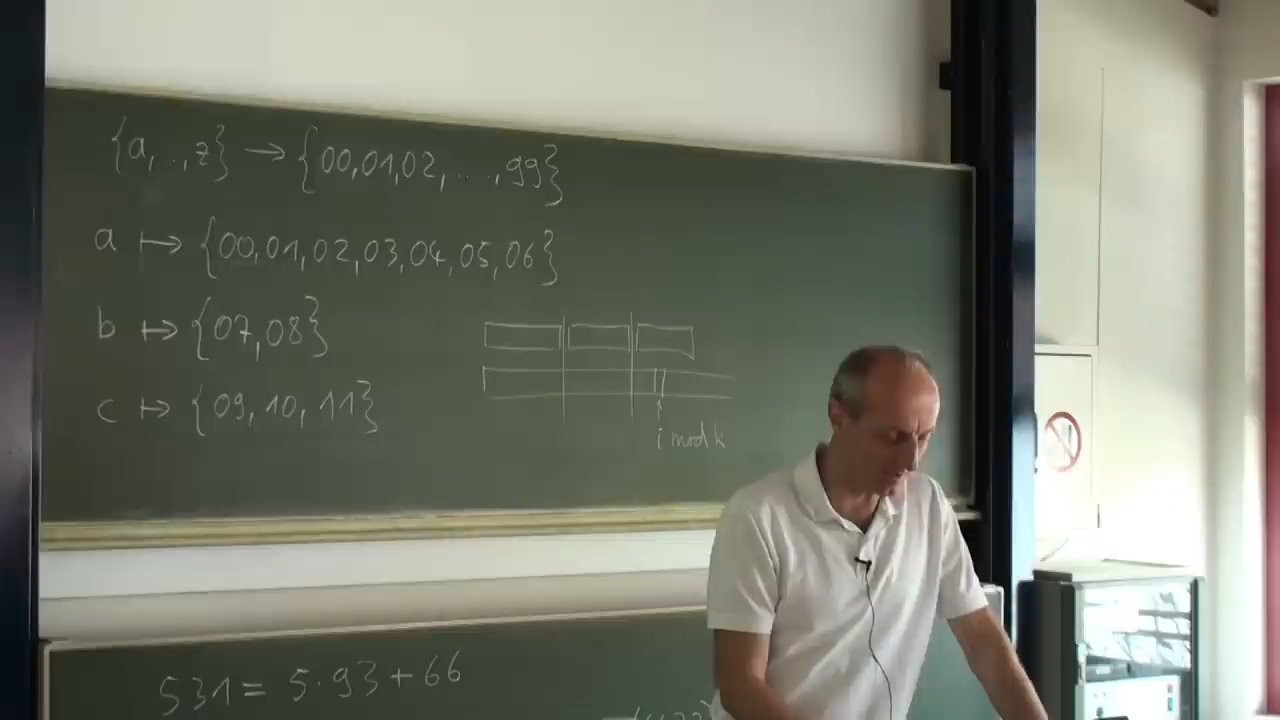 {a, .., z} → {00,01,02, ...., 99}
a ↦ {00,01,02,03,04,05,06}
b ↦ {07,08}
c ↦ {09,10,11}
i mod k
531 = 5·93+66